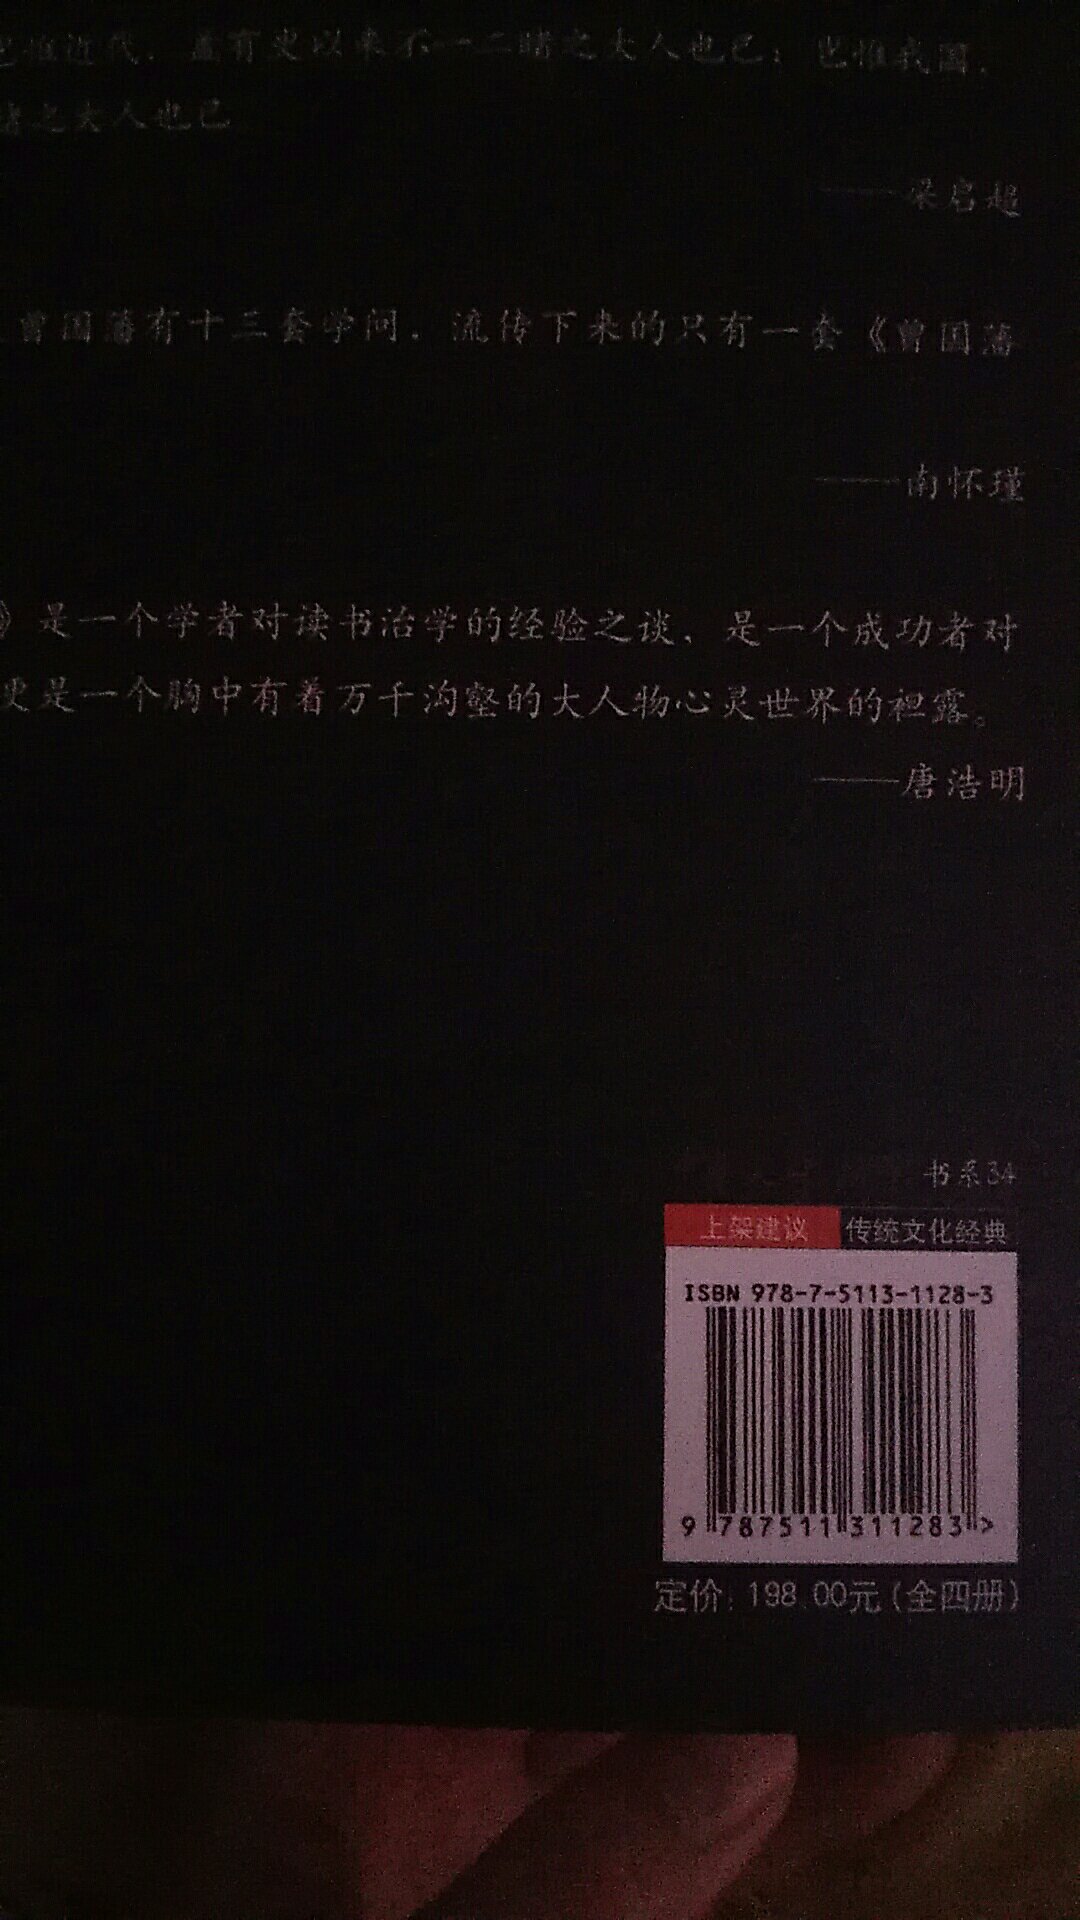 也惟近代，盖有史以来不一二睹之大人也已；岂惟我国，
睹之大人也已
——梁启超
曾国藩有十三套学问，流传下来的只有一套《曾国藩
——南怀瑾
》是一个学者对读书治学的经验之谈，是一个成功者对
更是一个胸中有着万千沟壑的大人物心灵世界的袒露。
——唐浩明
书系34
上架建议 传统文化经典
ISBN 978-7-5113-1128-3
9 787511 311283 >
定价：198.00元（全四册）